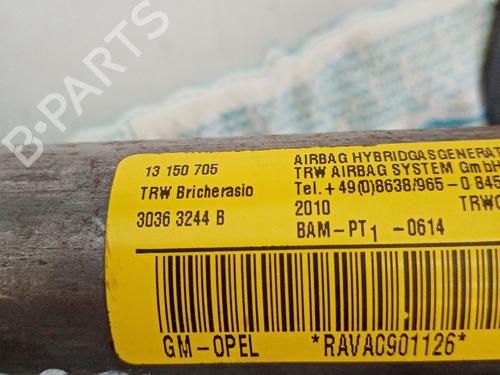 B-PARTS
13 150 705
TRW Bricherasio
3036 3244 B
AIRBAG HYBRIDGASGENERAT
TRW AIRBAG SYSTEM GmbH
Tel. +49(0)8638/965-0 845
2010 TRWO
BAM-PT1 -0614
GM-OPEL *RAVAC901126*